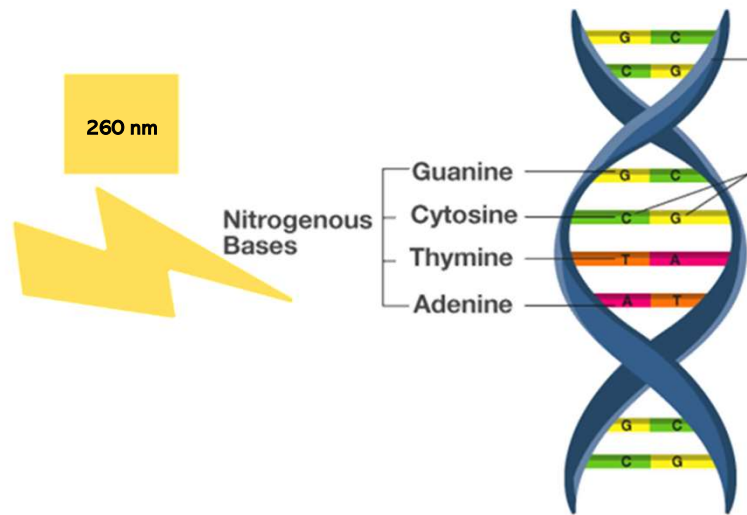 G C
C G
260 nm
Guanine
G C
Nitrogenous
Bases
Cytosine
C G
Thymine
T A
Adenine
A T
G C
C G